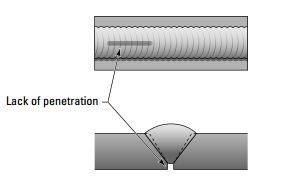 Lack of penetration